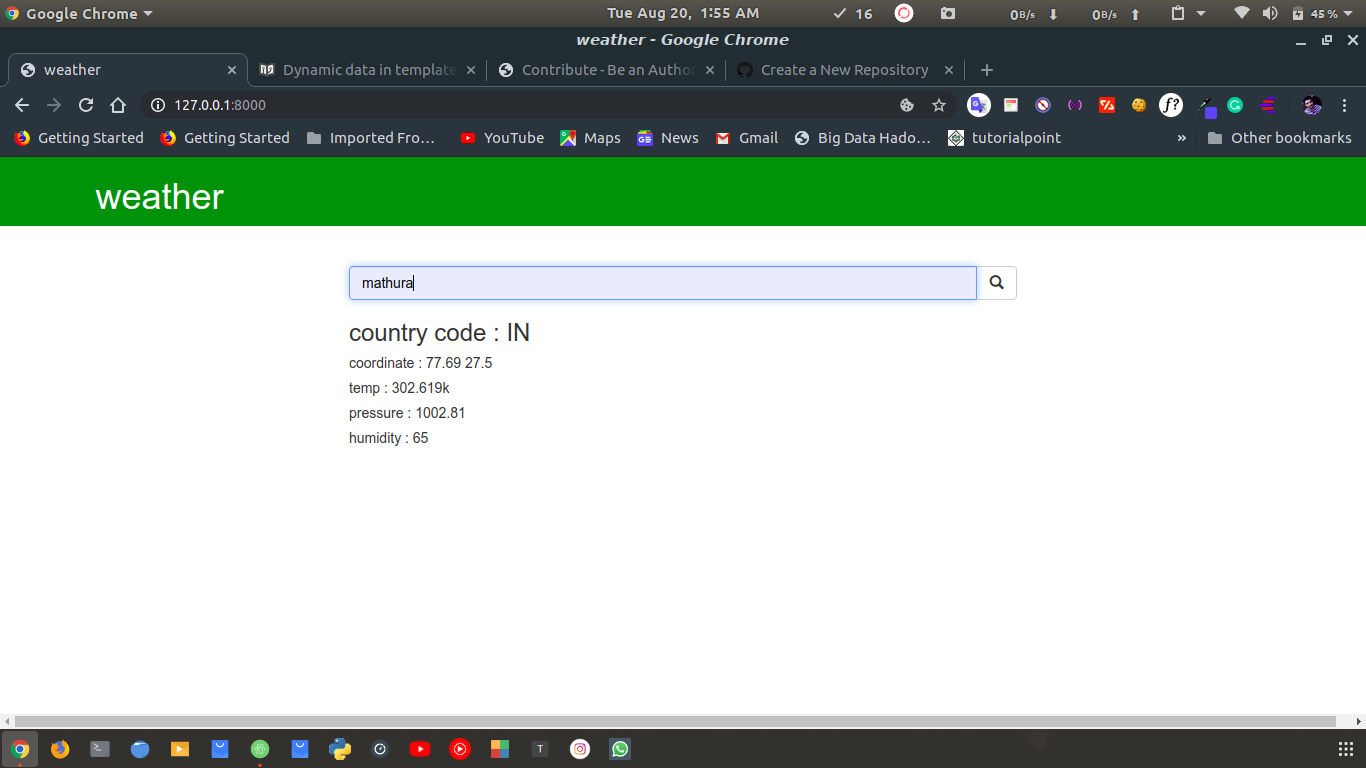 Google Chrome Tue Aug 20, 1:55 AM 16 0B/s 0B/s 45%
weather - Google Chrome
weather Dynamic data in template Contribute - Be an Author Create a New Repository
127.0.0.1:8000 f?
Getting Started Getting Started Imported Fro… YouTube Maps News Gmail Big Data Hado… tutorialpoint » Other bookmarks
weather
mathura
country code : IN
coordinate : 77.69 27.5
temp : 302.619k
pressure : 1002.81
humidity : 65
T